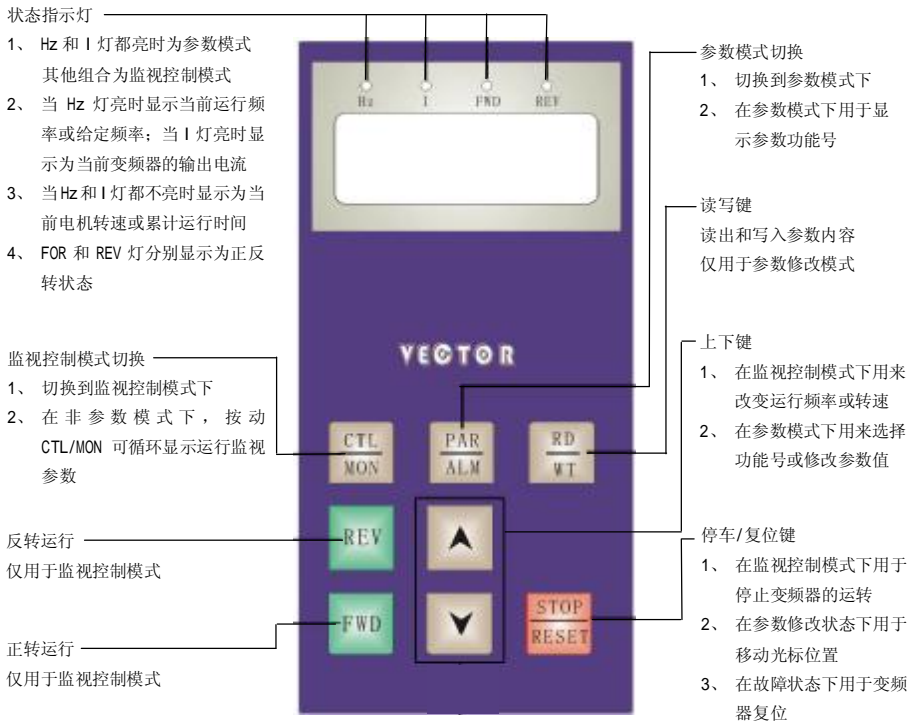 状态指示灯
1、 Hz 和 I 灯都亮时为参数模式
其他组合为监视控制模式
2、 当 Hz 灯亮时显示当前运行频
率或给定频率；当 I 灯亮时显
示为当前变频器的输出电流
3、 当Hz和I灯都不亮时显示为当
前电机转速或累计运行时间
4、 FOR 和 REV 灯分别显示为正反
转状态
监视控制模式切换
1、 切换到监视控制模式下
2、 在非参数模式下，按动
CTL/MON 可循环显示运行监视
参数
反转运行
仅用于监视控制模式
正转运行
仅用于监视控制模式
Hz I FWD REV
VECTOR
CTL
MON
PAR
ALM
RD
WT
REV
FWD
STOP
RESET
参数模式切换
1、 切换到参数模式下
2、 在参数模式下用于显
示参数功能号
读写键
读出和写入参数内容
仅用于参数修改模式
上下键
1、 在监视控制模式下用来
改变运行频率或转速
2、 在参数模式下用来选择
功能号或修改参数值
停车/复位键
1、 在监视控制模式下用于
停止变频器的运转
2、 在参数修改状态下用于
移动光标位置
3、 在故障状态下用于变频
器复位